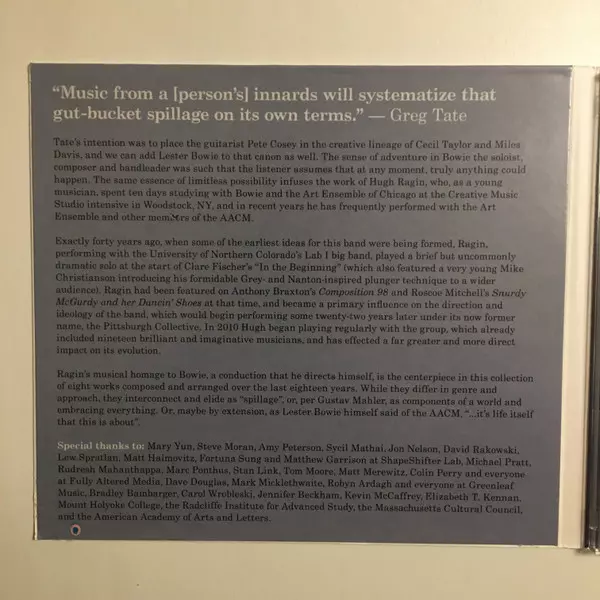 “Music from a [person's] innards will systematize that
gut-bucket spillage on its own terms.” — Greg Tate
Tate's intention was to place the guitarist Pete Cosey in the creative lineage of Cecil Taylor and Miles
Davis, and we can add Lester Bowie to that canon as well. The sense of adventure in Bowie the soloist,
composer and bandleader was such that the listener assumes that at any moment, truly anything could
happen. The same essence of limitless possibility infuses the work of Hugh Ragin, who, as a young
musician, spent ten days studying with Bowie and the Art Ensemble of Chicago at the Creative Music
Studio intensive in Woodstock, NY, and in recent years he has frequently performed with the Art
Ensemble and other members of the AACM.
Exactly forty years ago, when some of the earliest ideas for this band were being formed, Ragin,
performing with the University of Northern Colorado's Lab I big band, played a brief but uncommonly
dramatic solo at the start of Clare Fischer's “In the Beginning” (which also featured a very young Mike
Christianson introducing his formidable Grey- and Nanton-inspired plunger technique to a wider
audience). Ragin had been featured on Anthony Braxton's Composition 98 and Roscoe Mitchell's Snurdy
McGurdy and her Dancin' Shoes at that time, and became a primary influence on the direction and
ideology of the band, which would begin performing some twenty-two years later under its now former
name, the Pittsburgh Collective. In 2010 Hugh began playing regularly with the group, which already
included nineteen brilliant and imaginative musicians, and has effected a far greater and more direct
impact on its evolution.
Ragin's musical homage to Bowie, a conduction that he directs himself, is the centerpiece in this collection
of eight works composed and arranged over the last eighteen years. While they differ in genre and
approach, they interconnect and elide as “spillage”, or, per Gustav Mahler, as components of a world and
embracing everything. Or, maybe by extension, as Lester Bowie himself said of the AACM, “...it's life itself
that this is about”.
Special thanks to: Mary Yun, Steve Moran, Amy Peterson, Sycil Mathai, Jon Nelson, David Rakowski,
Lew Spratlan, Matt Haimovitz, Fortuna Sung and Matthew Garrison at ShapeShifter Lab, Michael Pratt,
Rudresh Mahanthappa, Marc Ponthus, Stan Link, Tom Moore, Matt Merewitz, Colin Perry and everyone
at Fully Altered Media, Dave Douglas, Mark Micklethwaite, Robyn Ardagh and everyone at Greenleaf
Music, Bradley Bambarger, Carol Wrobleski, Jennifer Beckham, Kevin McCaffrey, Elizabeth T. Kennan,
Mount Holyoke College, the Radcliffe Institute for Advanced Study, the Massachusetts Cultural Council,
and the American Academy of Arts and Letters.